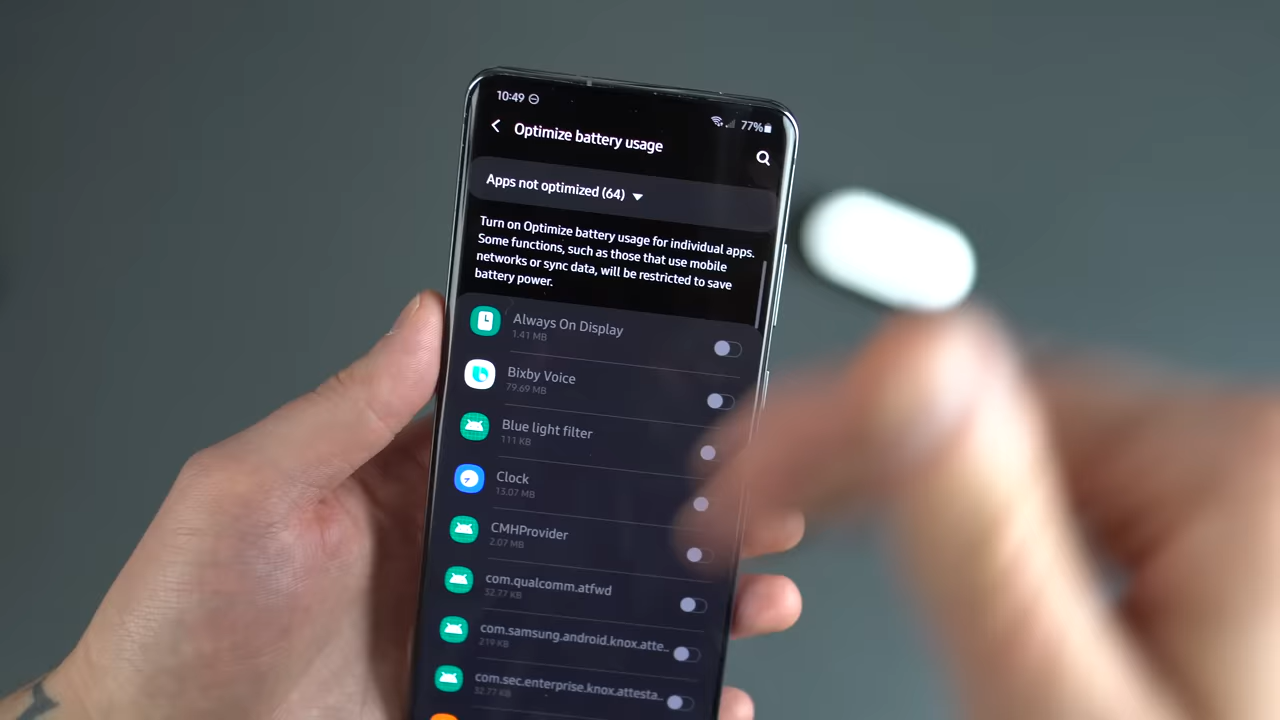 10:49
77%
Optimize battery usage
Apps not optimized (64)
Turn on Optimize battery usage for individual apps.
Some functions, such as those that use mobile
networks or sync data, will be restricted to save
battery power.
Always On Display
1.41 MB
Bixby Voice
79.69 MB
Blue light filter
111 KB
Clock
13.07 MB
CMHProvider
2.07 MB
com.qualcomm.atfwd
32.77 KB
com.samsung.android.knox.atte...
219 KB
com.sec.enterprise.knox.attesta...
32.77 KB